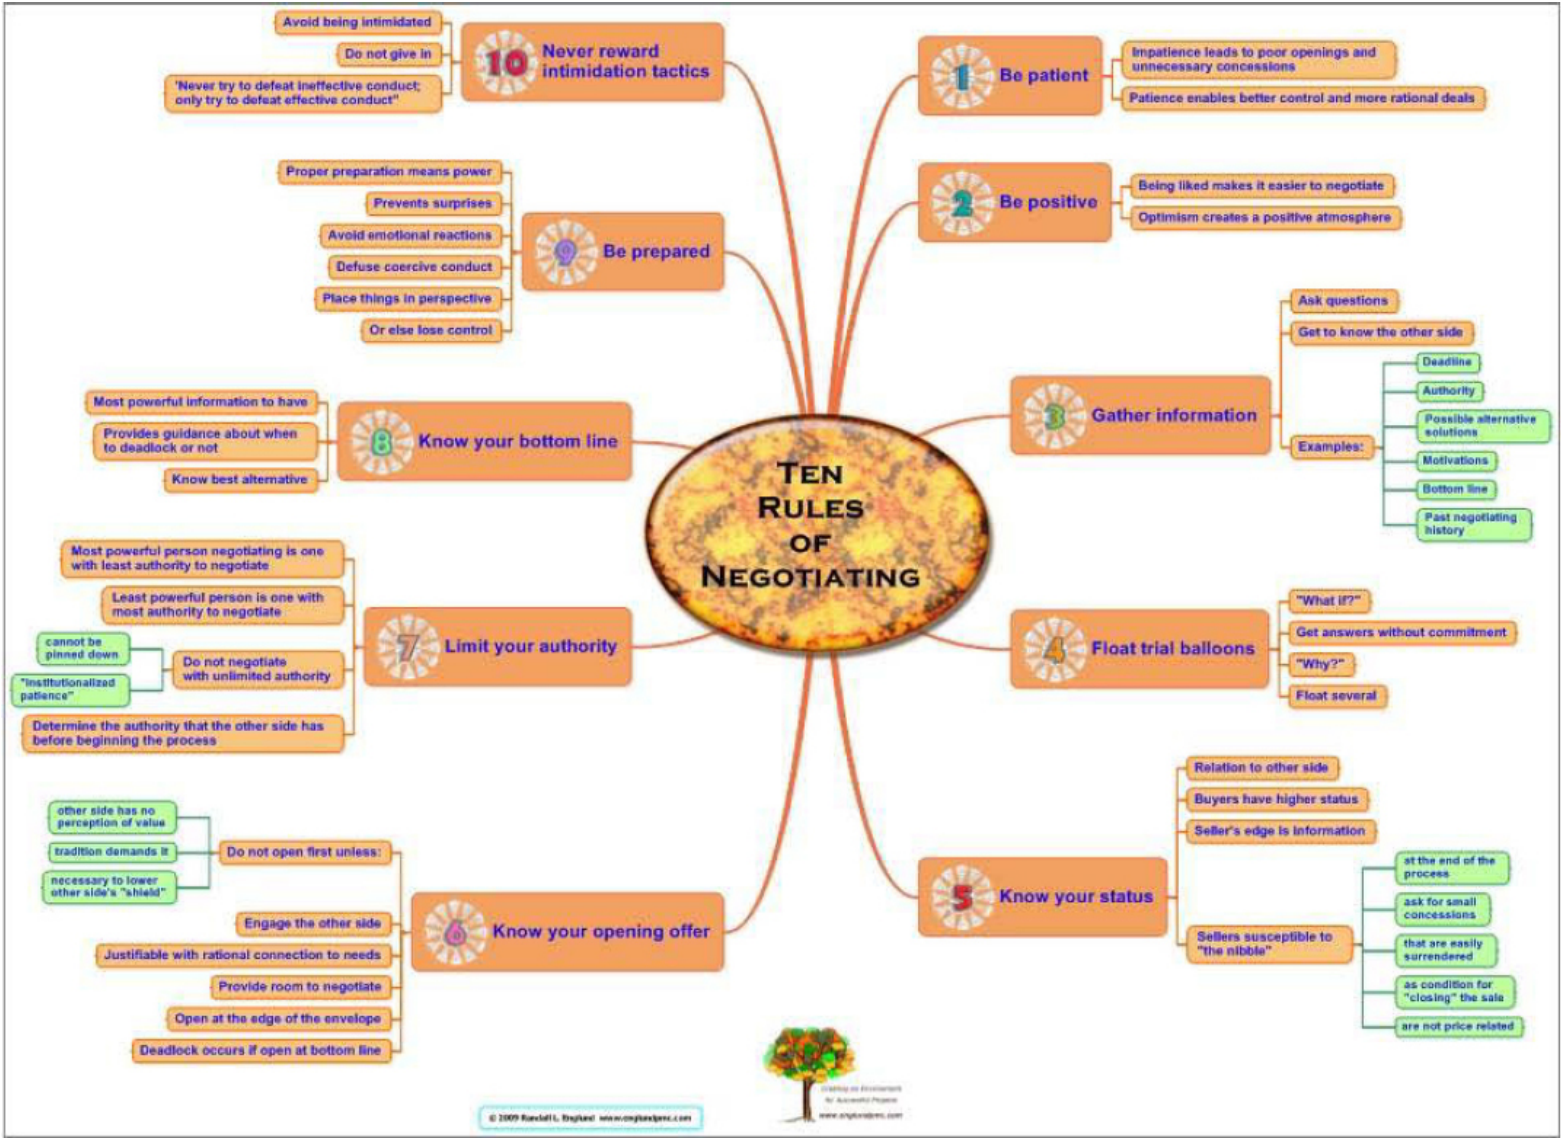 TEN
RULES
OF
NEGOTIATING
1
Be patient
Impatience leads to poor openings and
unnecessary concessions
Patience enables better control and more rational deals
2
Be positive
Being liked makes it easier to negotiate
Optimism creates a positive atmosphere
3
Gather information
Ask questions
Get to know the other side
Examples:
Deadline
Authority
Possible alternative
solutions
Motivations
Bottom line
Past negotiating
history
4
Float trial balloons
"What if?"
Get answers without commitment
"Why?"
Float several
5
Know your status
Relation to other side
Buyers have higher status
Seller's edge is information
Sellers susceptible to
"the nibble"
at the end of the
process
ask for small
concessions
that are easily
surrendered
as condition for
"closing" the sale
are not price related
6
Know your opening offer
Do not open first unless:
other side has no
perception of value
tradition demands it
necessary to lower
other side's "shield"
Engage the other side
Justifiable with rational connection to needs
Provide room to negotiate
Open at the edge of the envelope
Deadlock occurs if open at bottom line
7
Limit your authority
Most powerful person negotiating is one
with least authority to negotiate
Least powerful person is one with
most authority to negotiate
Do not negotiate
with unlimited authority
cannot be
pinned down
"institutionalized
patience"
Determine the authority that the other side has
before beginning the process
8
Know your bottom line
Most powerful information to have
Provides guidance about when
to deadlock or not
Know best alternative
9
Be prepared
Proper preparation means power
Prevents surprises
Avoid emotional reactions
Defuse coercive conduct
Place things in perspective
Or else lose control
10
Never reward
intimidation tactics
Avoid being intimidated
Do not give in
'Never try to defeat ineffective conduct;
only try to defeat effective conduct"
© 2009 Randall L. Englund www.englundpmc.com
Creating an Environment
for Successful Projects
www.englundpmc.com